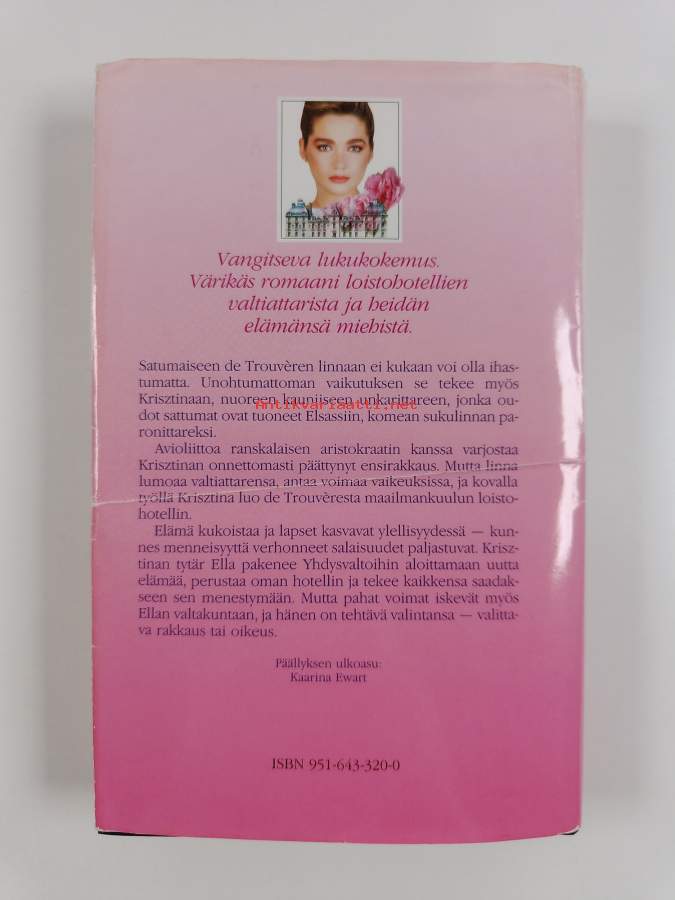 Vangitseva lukukokemus.
Värikäs romaani loistohotellien
valtiattarista ja heidän
elämänsä miehistä.
Satumaiseen de Trouvèren linnaan ei kukaan voi olla ihas-
tumatta. Unohtumattoman vaikutuksen se tekee myös
Krisztinaan, nuoreen kauniiseen unkarittareen, jonka ou-
Antikvariaatti.net
dot sattumat ovat tuoneet Elsassiin, komean sukulinnan pa-
ronittareksi.
Avioliittoa ranskalaisen aristokraatin kanssa varjostaa
Krisztinan onnettomasti päättynyt ensirakkaus. Mutta linna
lumoaa valtiattarensa, antaa voimaa vaikeuksissa, ja kovalla
työllä Krisztina luo de Trouvèresta maailmankuulun loisto-
hotellin.
Elämä kukoistaa ja lapset kasvavat ylellisyydessä — kun-
nes menneisyyttä verhonneet salaisuudet paljastuvat. Krisz-
tinan tytär Ella pakenee Yhdysvaltoihin aloittamaan uutta
elämää, perustaa oman hotellin ja tekee kaikkensa saadak-
seen sen menestymään. Mutta pahat voimat iskevät myös
Ellan valtakuntaan, ja hänen on tehtävä valintansa — valitta-
va rakkaus tai oikeus.
Päällyksen ulkoasu:
Kaarina Ewart
ISBN 951-643-320-0